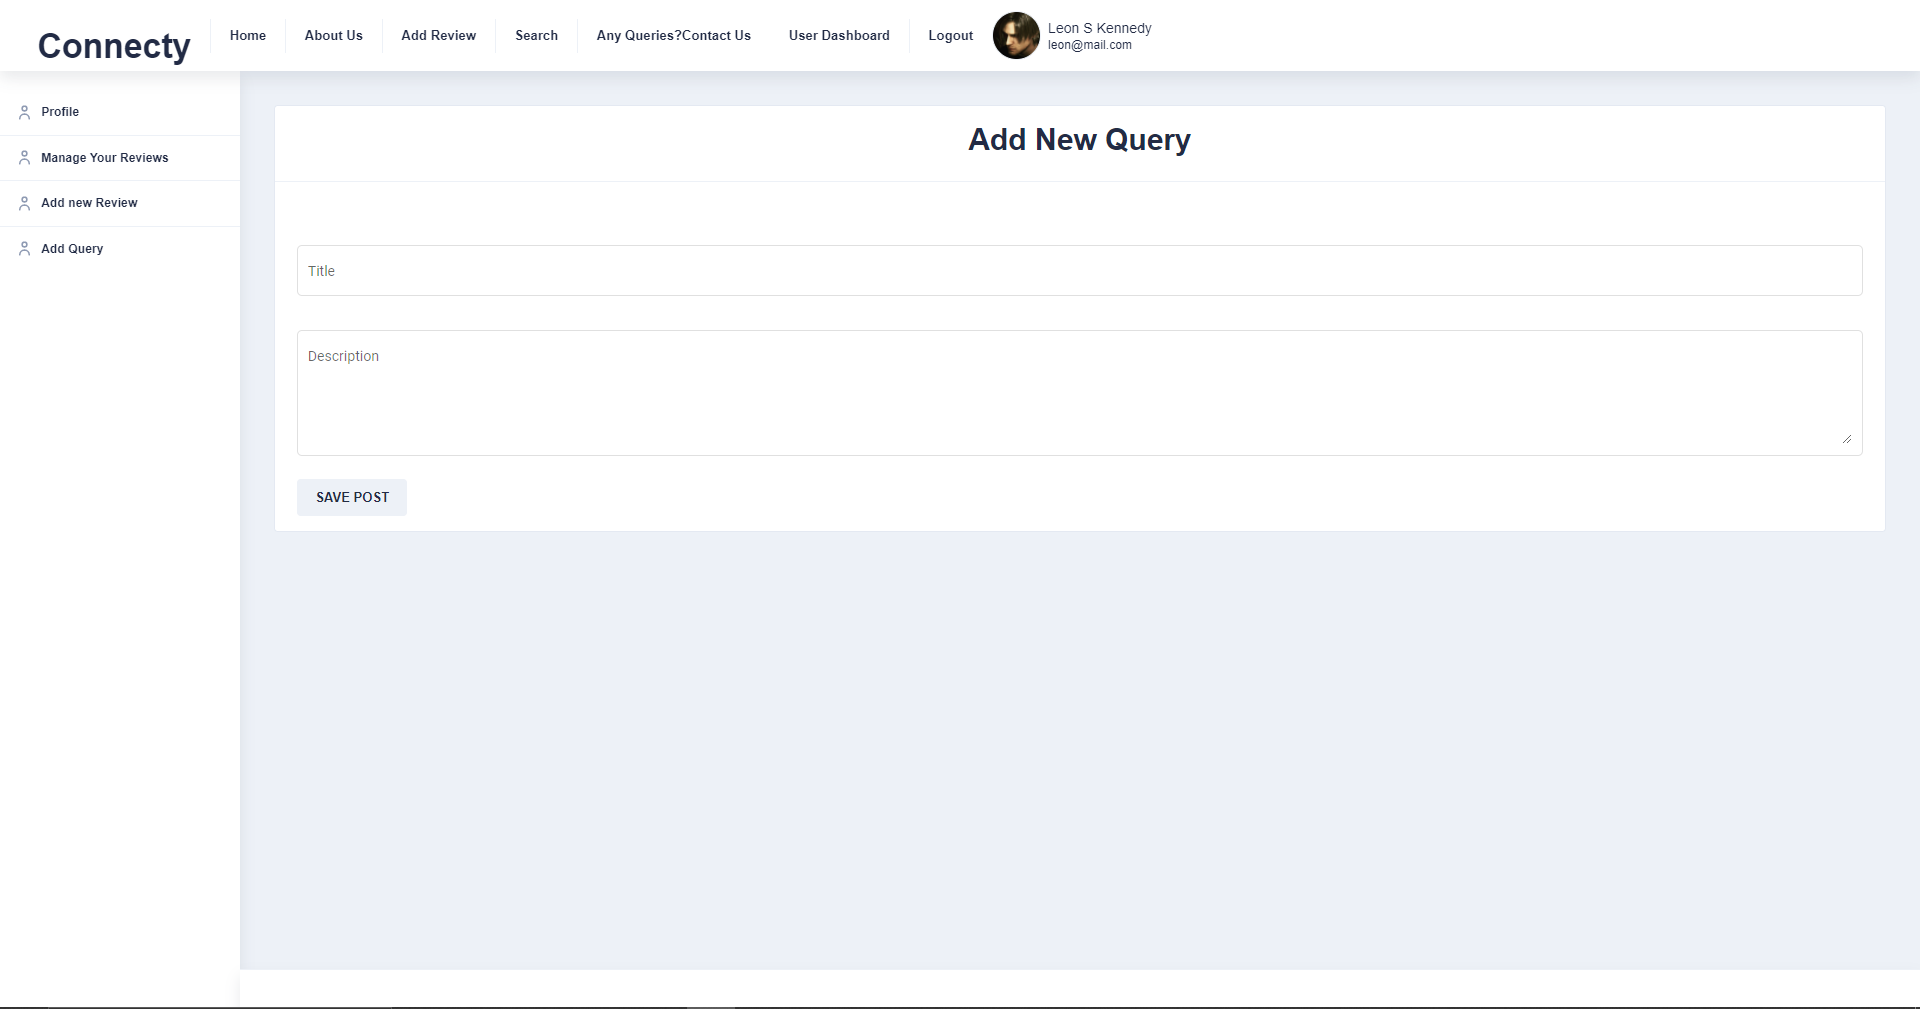 Connecty
Home
About Us
Add Review
Search
Any Queries?Contact Us
User Dashboard
Logout
Leon S Kennedy
leon@mail.com
Profile
Manage Your Reviews
Add new Review
Add Query
Add New Query
Title
Description
SAVE POST